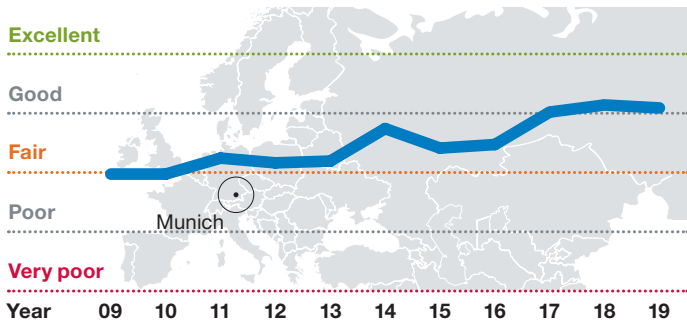 Excellent
Good
Fair
Poor
Munich
Very poor
Year 09 10 11 12 13 14 15 16 17 18 19